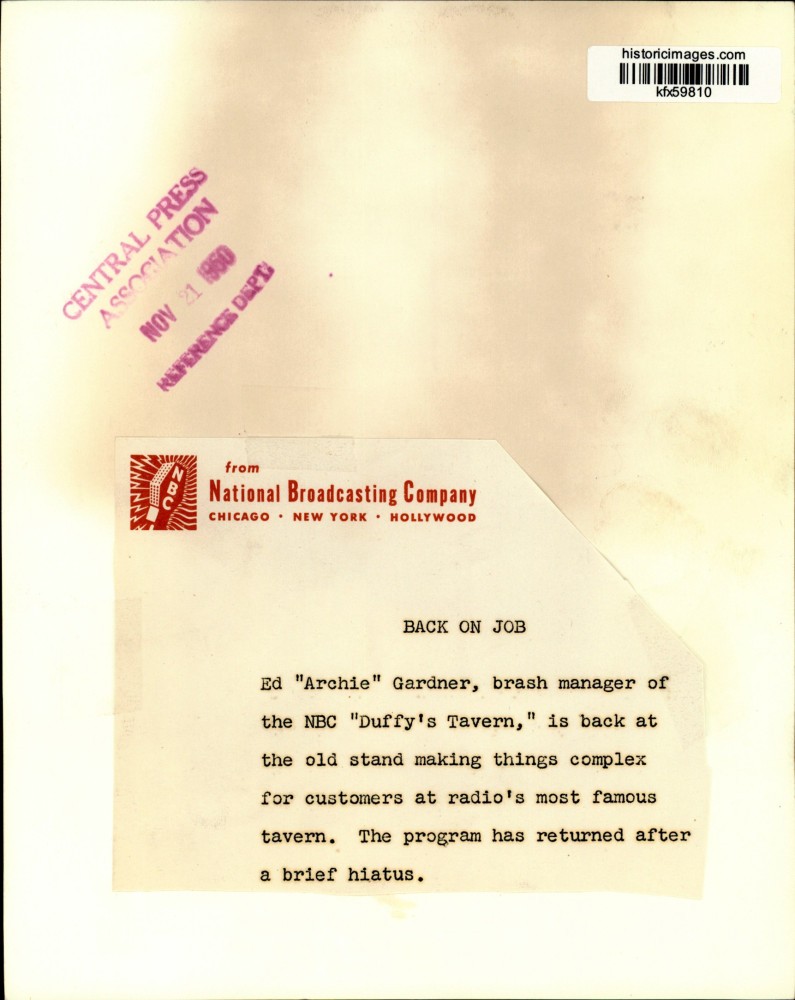 historicimages.com
kfx59810
CENTRAL PRESS
ASSOCIATION
NOV 21 1950
REFERENCE DEPT.
NBC
from
National Broadcasting Company
CHICAGO • NEW YORK • HOLLYWOOD
BACK ON JOB
Ed "Archie" Gardner, brash manager of
the NBC "Duffy's Tavern," is back at
the old stand making things complex
for customers at radio's most famous
tavern. The program has returned after
a brief hiatus.